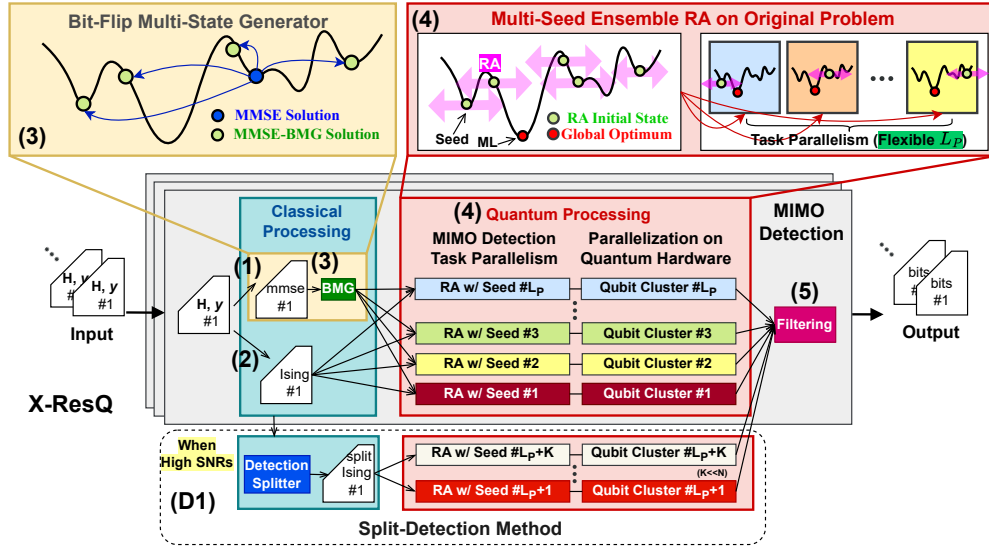 Bit-Flip Multi-State Generator
MMSE Solution
MMSE-BMG Solution
(3)
(4)
Multi-Seed Ensemble RA on Original Problem
RA
Seed
ML
RA Initial State
Global Optimum
Task Parallelism (Flexible L_P)
Classical
Processing
(4) Quantum Processing
MIMO Detection
Task Parallelism
Parallelization on
Quantum Hardware
MIMO
Detection
H, y
#
H, y
#1
Input
H, y
#1
(1)
mmse
#1
(3)
BMG
(2)
Ising
#1
RA w/ Seed #L_P
Qubit Cluster #L_P
RA w/ Seed #3
Qubit Cluster #3
RA w/ Seed #2
Qubit Cluster #2
RA w/ Seed #1
Qubit Cluster #1
(5)
Filtering
bits
#
bits
#1
Output
X-ResQ
When
High SNRs
(D1)
Detection
Splitter
split
Ising
#1
RA w/ Seed #L_P+K
Qubit Cluster #L_P+K
(K<<N)
RA w/ Seed #L_P+1
Qubit Cluster #L_P+1
Split-Detection Method